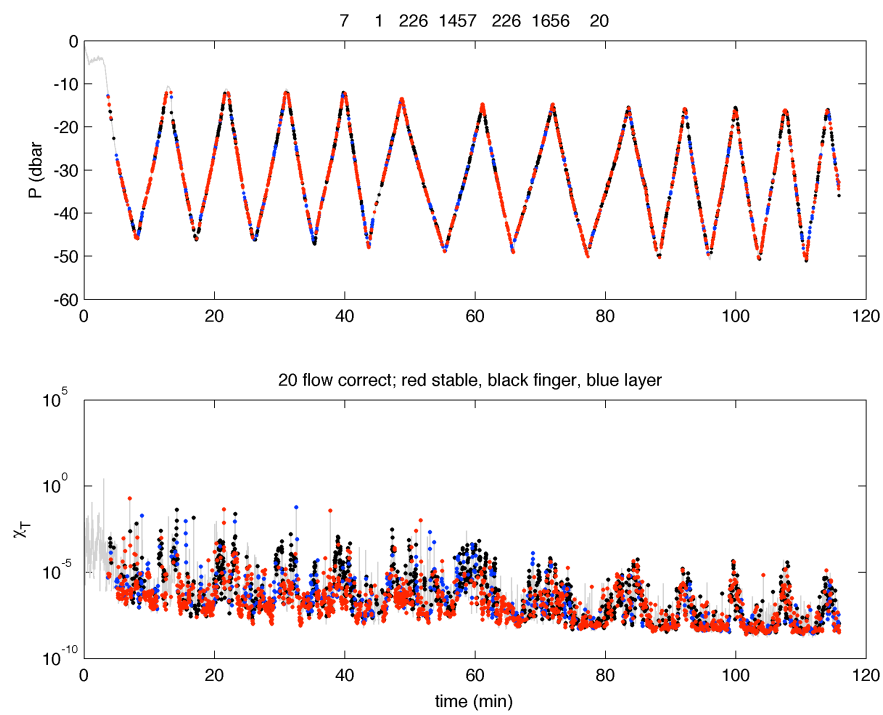 7 1 226 1457 226 1656 20
0
-10
-20
-30
-40
-50
-60
P (dbar
0 20 40 60 80 100 120
20 flow correct; red stable, black finger, blue layer
10^5
10^0
10^-5
10^-10
χ_T
0 20 40 60 80 100 120
time (min)